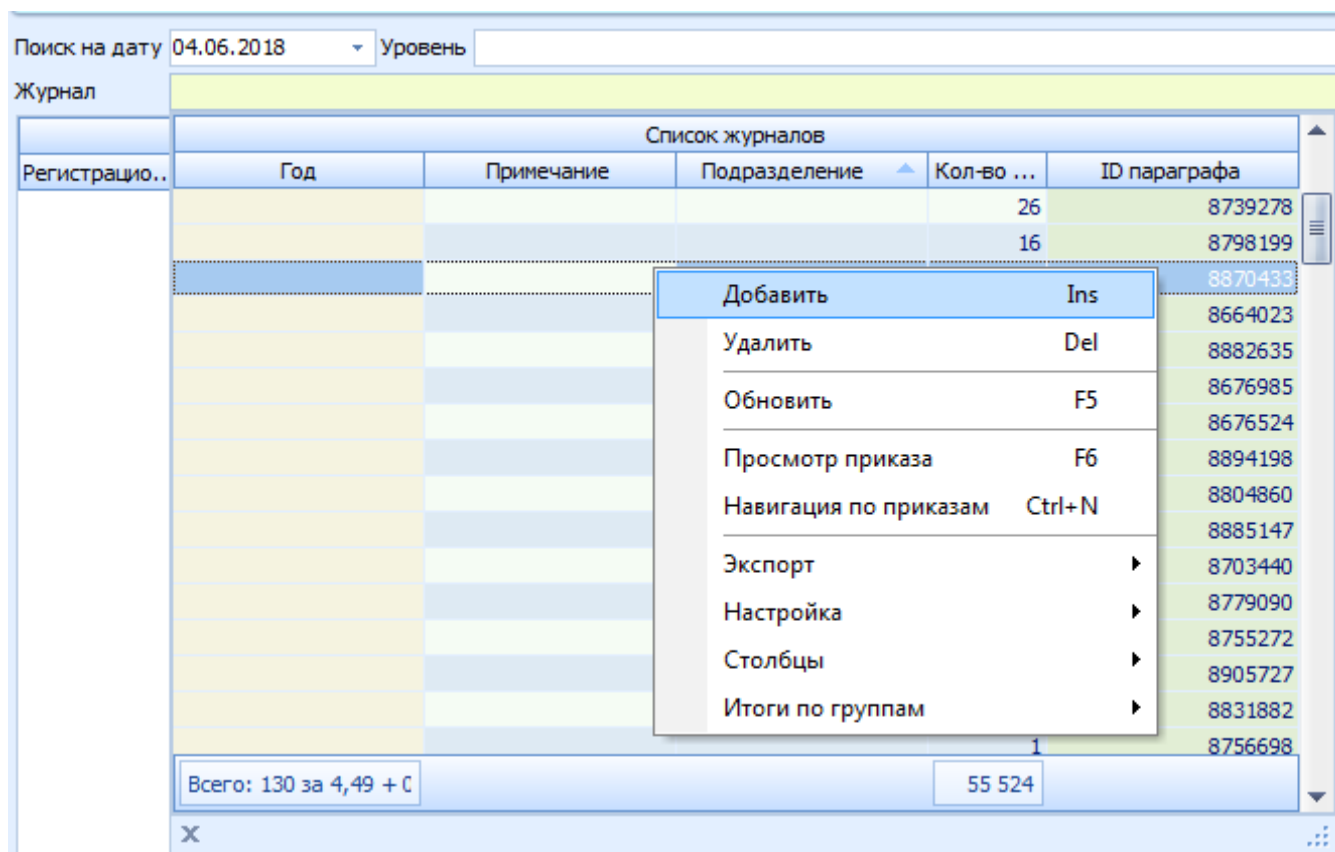 Поиск на дату 04.06.2018 Уровень
Журнал
Список журналов
Регистрацио.. Год Примечание Подразделение Кол-во ... ID параграфа
26 8739278
16 8798199
8870433
Добавить Ins
8664023
Удалить Del
8882635
8676985
Обновить F5
8676524
Просмотр приказа F6
8894198
Навигация по приказам Ctrl+N
8804860
8885147
Экспорт
8703440
Настройка
8779090
8755272
Столбцы
8905727
Итоги по группам
8831882
1 8756698
Всего: 130 за 4,49 + 55 524
x